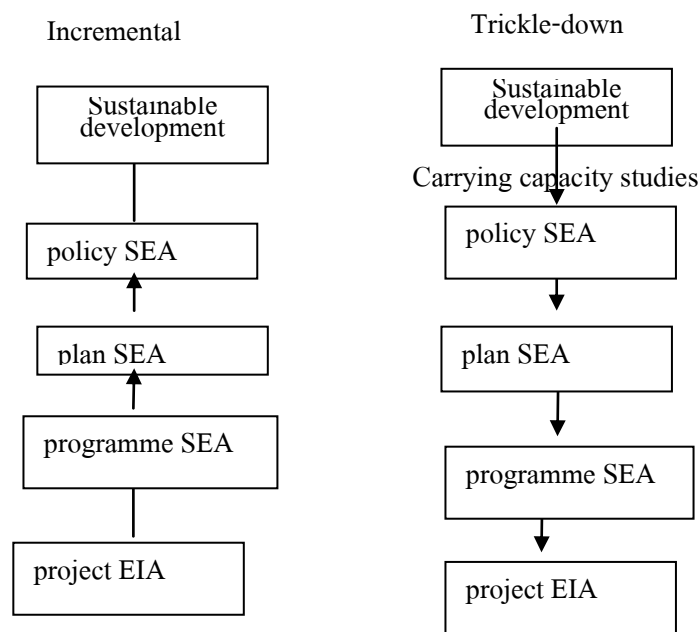 Incremental
Sustainable
development
policy SEA
plan SEA
programme SEA
project EIA
Trickle-down
Sustainable
development
Carrying capacity studies
policy SEA
plan SEA
programme SEA
project EIA